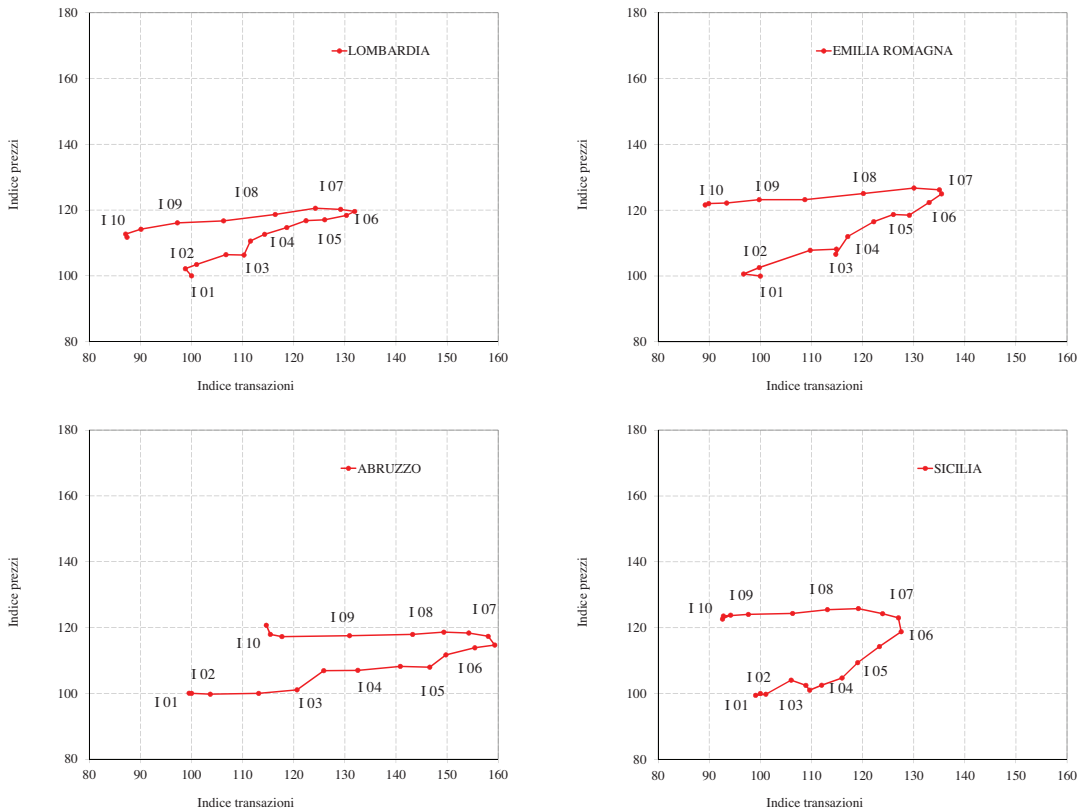 LOMBARDIA
Indice prezzi
180
160
140
120
100
80
I 10
I 09
I 08
I 07
I 06
I 05
I 04
I 03
I 02
I 01
80 90 100 110 120 130 140 150 160
Indice transazioni
EMILIA ROMAGNA
Indice prezzi
180
160
140
120
100
80
I 10
I 09
I 08
I 07
I 06
I 05
I 04
I 03
I 02
I 01
80 90 100 110 120 130 140 150 160
Indice transazioni
ABRUZZO
Indice prezzi
180
160
140
120
100
80
I 10
I 09
I 08
I 07
I 06
I 05
I 04
I 03
I 02
I 01
80 90 100 110 120 130 140 150 160
Indice transazioni
SICILIA
Indice prezzi
180
160
140
120
100
80
I 10
I 09
I 08
I 07
I 06
I 05
I 04
I 03
I 02
I 01
80 90 100 110 120 130 140 150 160
Indice transazioni